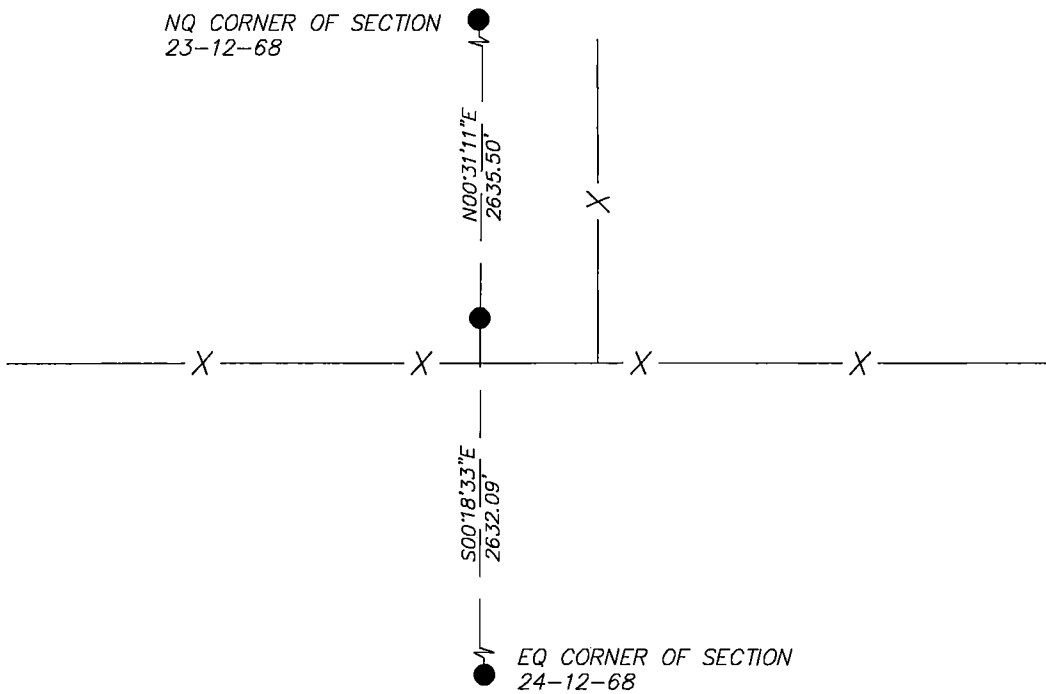 NQ CORNER OF SECTION
23-12-68
N00°31'11"E
2635.50'
X
X
X
X
X
S00°18'33"E
2632.09'
EQ CORNER OF SECTION
24-12-68